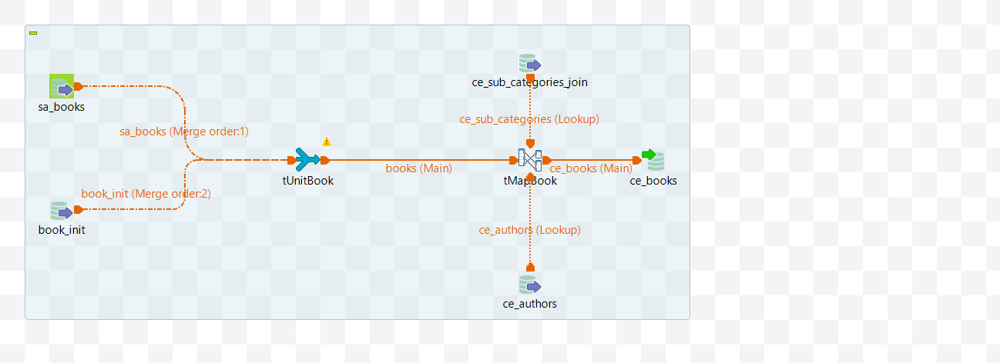 ce_sub_categories_join
sa_books
ce_sub_categories (Lookup)
sa_books (Merge order:1)
books (Main)
ce_books (Main)
tUnitBook
tMapBook
ce_books
book_init (Merge order:2)
book_init
ce_authors (Lookup)
ce_authors